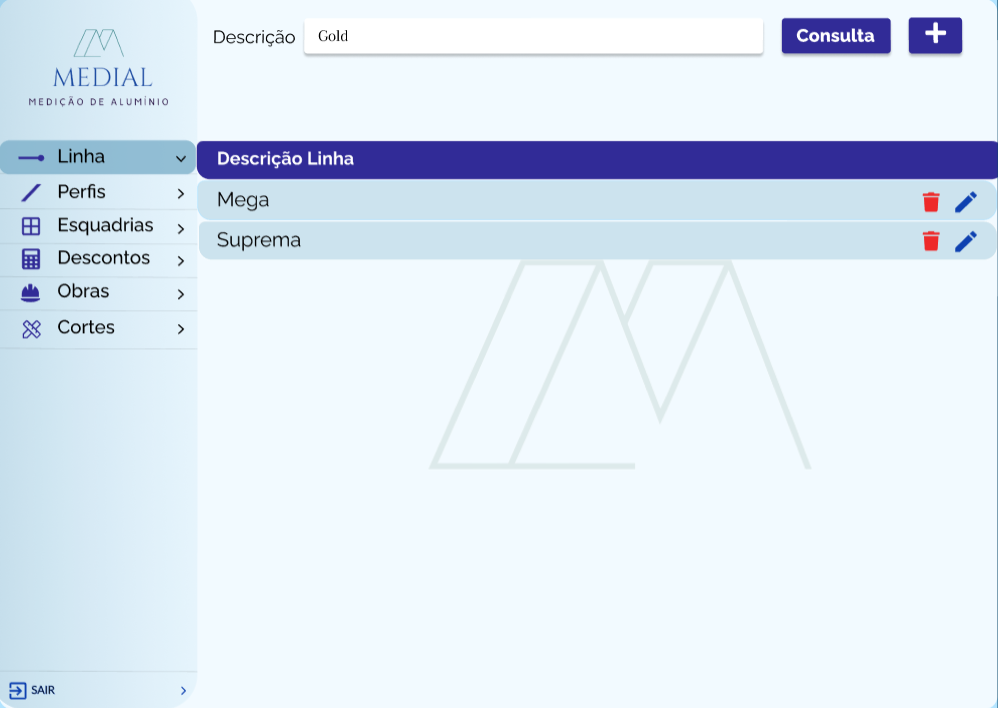 MEDIAL
MEDIÇÃO DE ALUMÍNIO
Descrição Gold Consulta
Linha
Perfis
Esquadrias
Descontos
Obras
Cortes
SAIR
Descrição Linha
Mega
Suprema